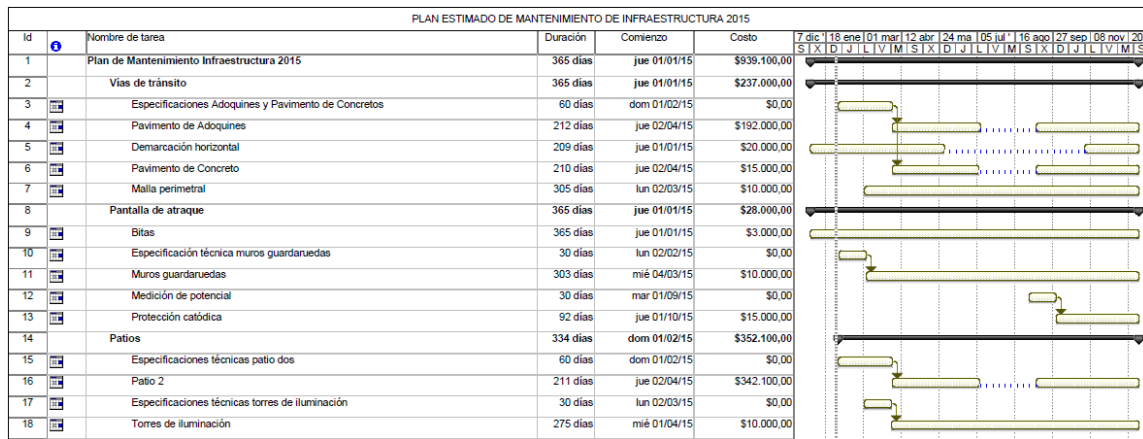 PLAN ESTIMADO DE MANTENIMIENTO DE INFRAESTRUCTURA 2015
Id Nombre de tarea Duración Comienzo Costo 7 dic ' 18 ene 01 mar 12 abr 24 ma 05 jul ' 16 ago 27 sep 08 nov 20
S X D J L V M S X D J L V M S X D J L V M S
1 Plan de Mantenimiento Infraestructura 2015 365 días jue 01/01/15 $939.100,00
2 Vías de tránsito 365 días jue 01/01/15 $237.000,00
3 Especificaciones Adoquines y Pavimento de Concretos 60 días dom 01/02/15 $0,00
4 Pavimento de Adoquines 212 días jue 02/04/15 $192.000,00
5 Demarcación horizontal 209 días jue 01/01/15 $20.000,00
6 Pavimento de Concreto 210 días jue 02/04/15 $15.000,00
7 Malla perimetral 305 días lun 02/03/15 $10.000,00
8 Pantalla de atraque 365 días jue 01/01/15 $28.000,00
9 Bitas 365 días jue 01/01/15 $3.000,00
10 Especificación técnica muros guardaruedas 30 días lun 02/02/15 $0,00
11 Muros guardaruedas 303 días mié 04/03/15 $10.000,00
12 Medición de potencial 30 días mar 01/09/15 $0,00
13 Protección catódica 92 días jue 01/10/15 $15.000,00
14 Patios 334 días dom 01/02/15 $352.100,00
15 Especificaciones técnicas patio dos 60 días dom 01/02/15 $0,00
16 Patio 2 211 días jue 02/04/15 $342.100,00
17 Especificaciones técnicas torres de iluminación 30 días lun 02/03/15 $0,00
18 Torres de iluminación 275 días mié 01/04/15 $10.000,00